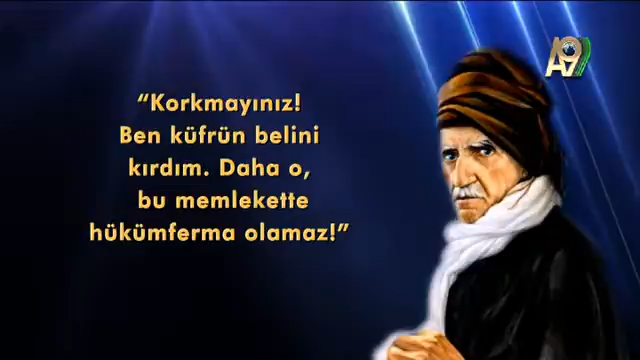 A9
“Korkmayınız!
Ben küfrün belini
kırdım. Daha o,
bu memlekette
hükümferma olamaz!”